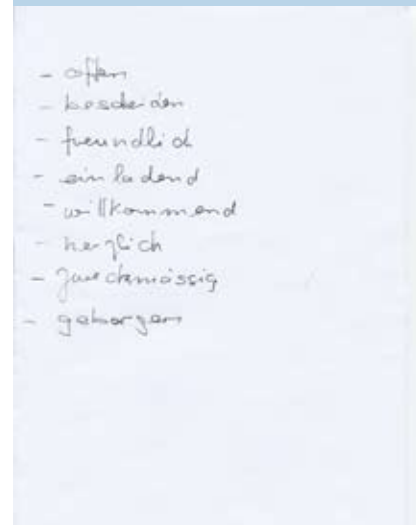 - offen
- bescheiden
- freundlich
- einladend
- willkommend
- herzlich
- zweckmässig
- geborgen